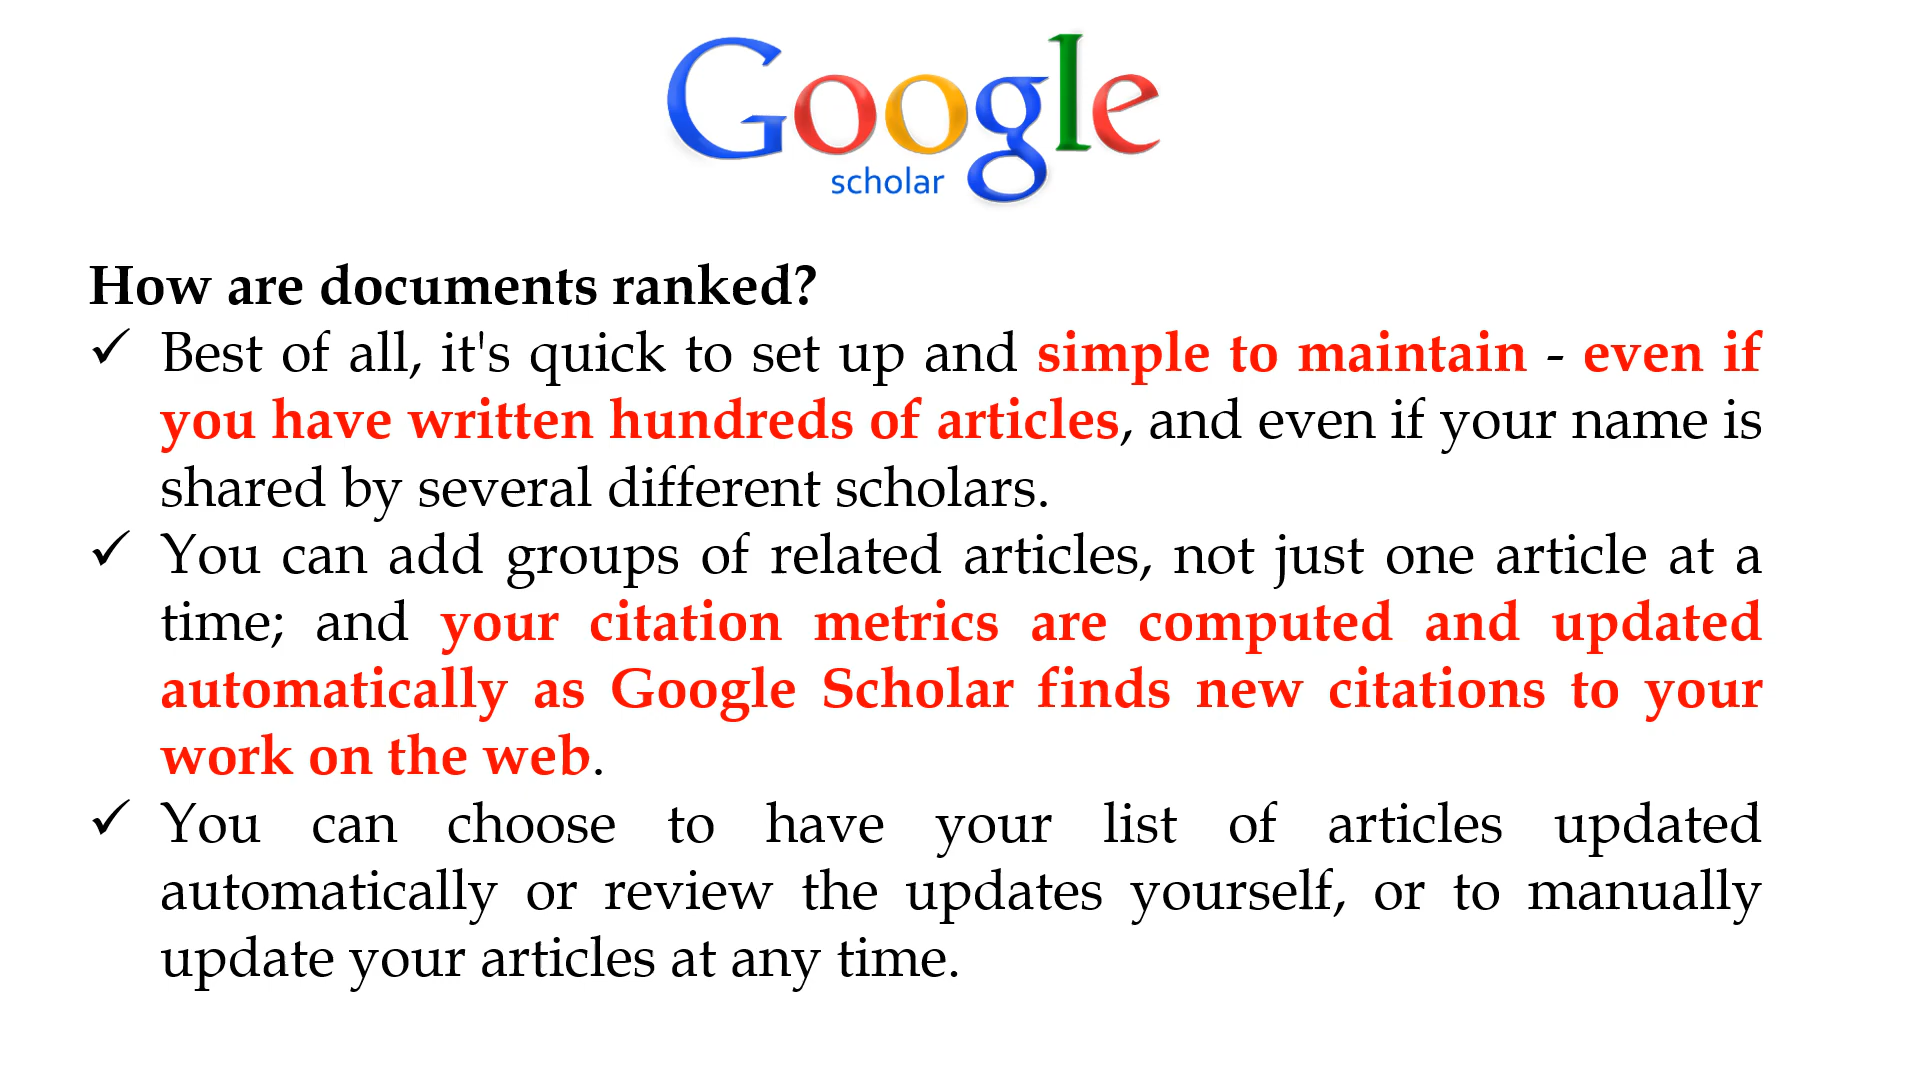 Google
scholar
How are documents ranked?
✓ Best of all, it's quick to set up and simple to maintain - even if
you have written hundreds of articles, and even if your name is
shared by several different scholars.
✓ You can add groups of related articles, not just one article at a
time; and your citation metrics are computed and updated
automatically as Google Scholar finds new citations to your
work on the web.
✓ You can choose to have your list of articles updated
automatically or review the updates yourself, or to manually
update your articles at any time.